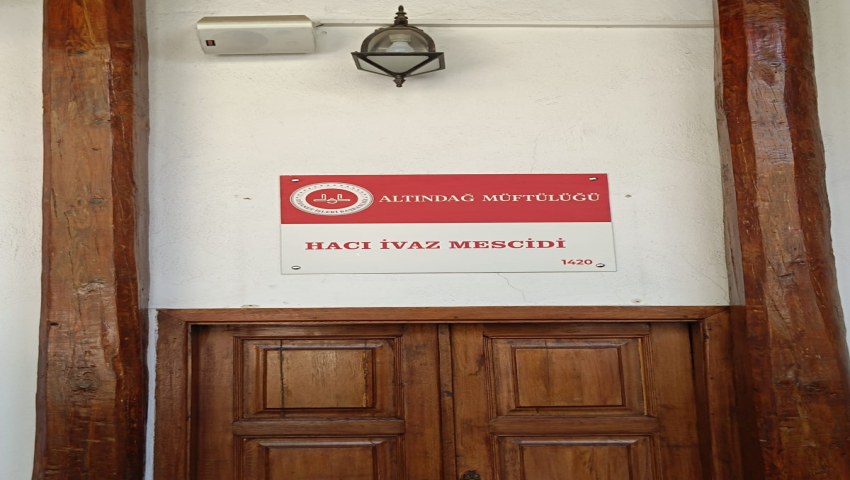 ALTINDAĞ MÜFTÜLÜĞÜ
HACI İVAZ MESCİDİ
1420